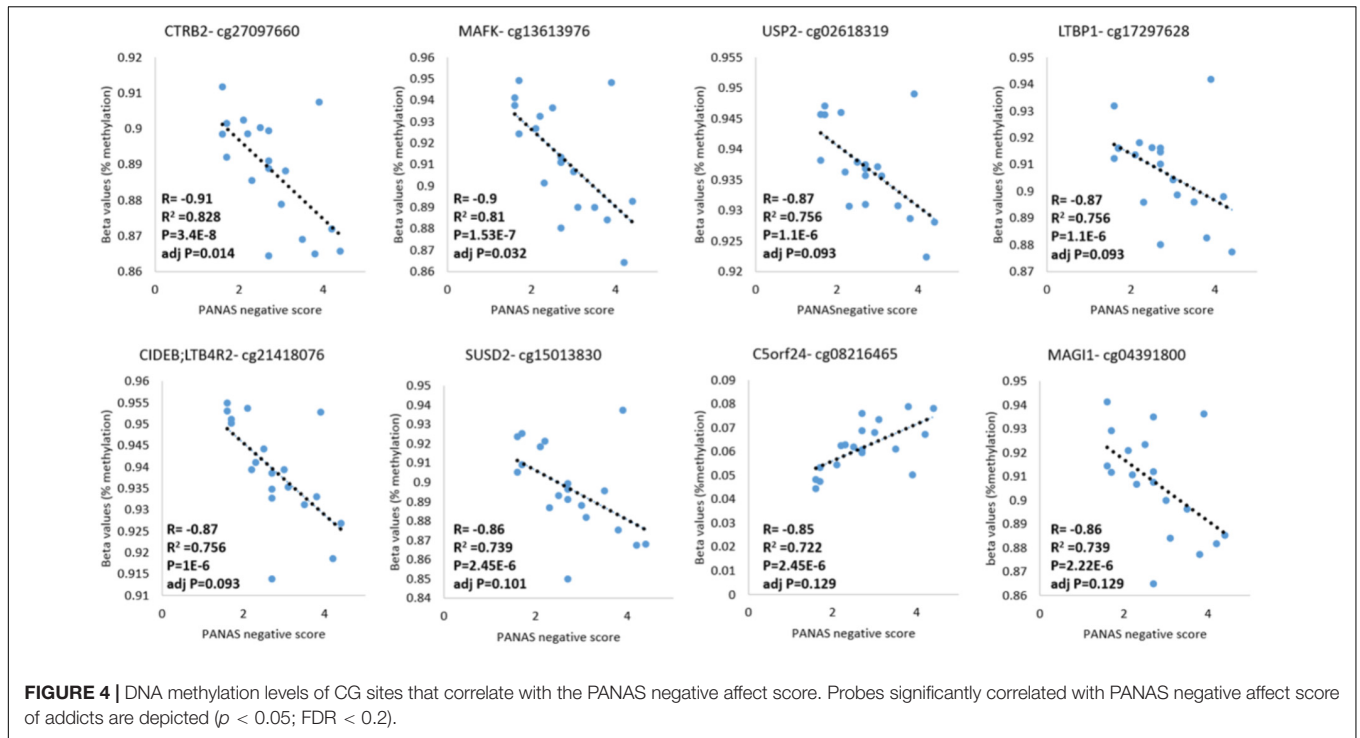 CTRB2- cg27097660
Beta values (% methylation)
0.92
0.91
0.9
0.89
0.88
0.87
0.86
R= -0.91
R² =0.828
P=3.4E-8
adj P=0.014
0 2 4
PANAS negative score
MAFK- cg13613976
Beta values (% methylation)
0.96
0.95
0.94
0.93
0.92
0.91
0.9
0.89
0.88
0.87
0.86
R= -0.9
R² =0.81
P=1.53E-7
adj P=0.032
0 2 4
PANAS negative score
USP2- cg02618319
Beta values (% methylation)
0.955
0.95
0.945
0.94
0.935
0.93
0.925
0.92
R= -0.87
R² =0.756
P=1.1E-6
adj P=0.093
0 2 4
PANASnegative score
LTBP1- cg17297628
Beta values (% methylation)
0.95
0.94
0.93
0.92
0.91
0.9
0.89
0.88
0.87
R= -0.87
R² =0.756
P=1.1E-6
adj P=0.093
0 2 4
PANAS negative score
CIDEB;LTB4R2- cg21418076
Beta values (% methylation)
0.96
0.955
0.95
0.945
0.94
0.935
0.93
0.925
0.92
0.915
0.91
R= -0.87
R² =0.756
P=1E-6
adj P=0.093
0 2 4
PANAS negative score
SUSD2- cg15013830
Beta values (% methylation)
0.95
0.94
0.93
0.92
0.91
0.9
0.89
0.88
0.87
0.86
0.85
0.84
R= -0.86
R² =0.739
P=2.45E-6
adj P=0.101
0 2 4
PANAS negative score
C5orf24- cg08216465
Beta values (%methylation)
0.09
0.08
0.07
0.06
0.05
0.04
0.03
0.02
0.01
0
R= -0.85
R² =0.722
P=2.45E-6
adj P=0.129
0 2 4
PANAS negative score
MAGI1- cg04391800
beta values (%methylation)
0.95
0.94
0.93
0.92
0.91
0.9
0.89
0.88
0.87
0.86
R= -0.86
R² =0.739
P=2.22E-6
adj P=0.129
0 2 4
PANAS negative score
FIGURE 4 | DNA methylation levels of CG sites that correlate with the PANAS negative affect score. Probes significantly correlated with PANAS negative affect score
of addicts are depicted (p < 0.05; FDR < 0.2).